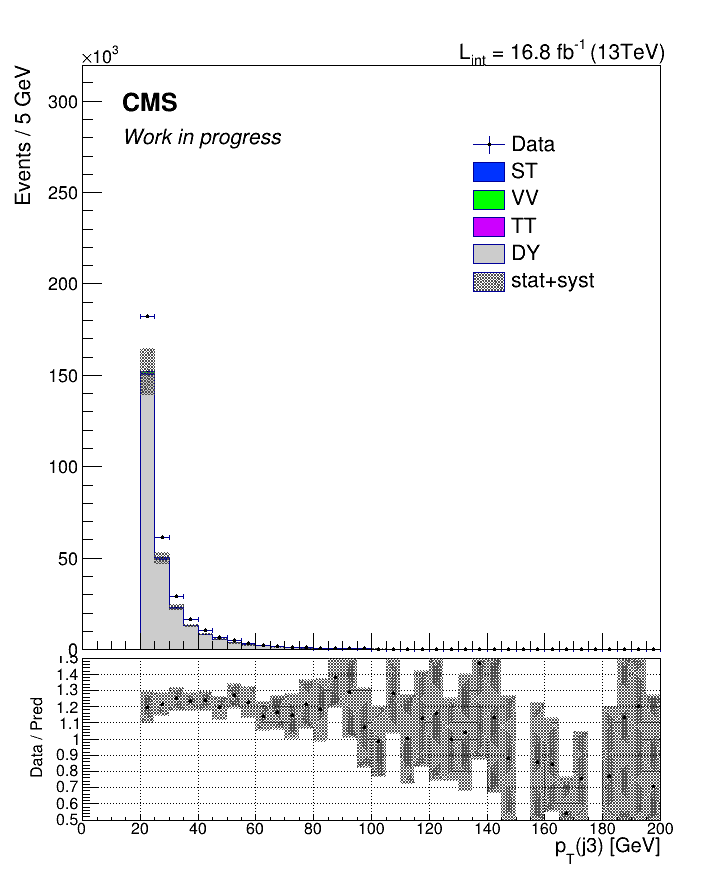 ×10³
L_int = 16.8 fb⁻¹ (13TeV)
Events / 5 GeV
CMS
Work in progress
Data
ST
VV
TT
DY
stat+syst
300
250
200
150
100
50
0
Data / Pred
1.5
1.4
1.3
1.2
1.1
1
0.9
0.8
0.7
0.6
0.5
0 20 40 60 80 100 120 140 160 180 200
p_T(j3) [GeV]